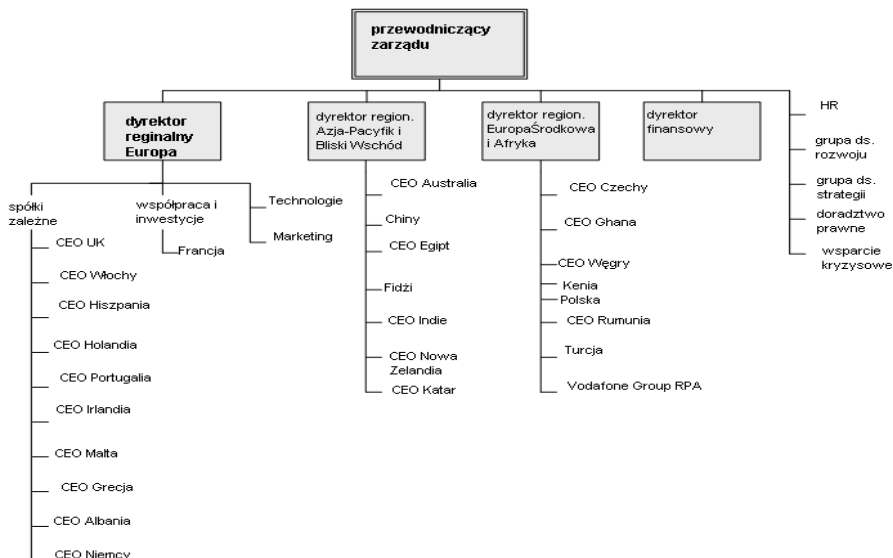 przewodniczący
zarządu
dyrektor
reginalny
Europa
dyrektor region.
Azja-Pacyfik i
Bliski Wschód
dyrektor region.
EuropaŚrodkowa
i Afryka
dyrektor
finansowy
HR
grupa ds.
rozwoju
grupa ds.
strategii
doradztwo
prawne
wsparcie
kryzysowe
spółki
zależne
współpraca i
inwestycje
Technologie
Marketing
Francja
CEO UK
CEO Włochy
CEO Hiszpania
CEO Holandia
CEO Portugalia
CEO Irlandia
CEO Malta
CEO Grecja
CEO Albania
CEO Niemcy
CEO Australia
Chiny
CEO Egipt
Fidżi
CEO Indie
CEO Nowa
Zelandia
CEO Katar
CEO Czechy
CEO Ghana
CEO Węgry
Kenia
Polska
CEO Rumunia
Turcja
Vodafone Group RPA